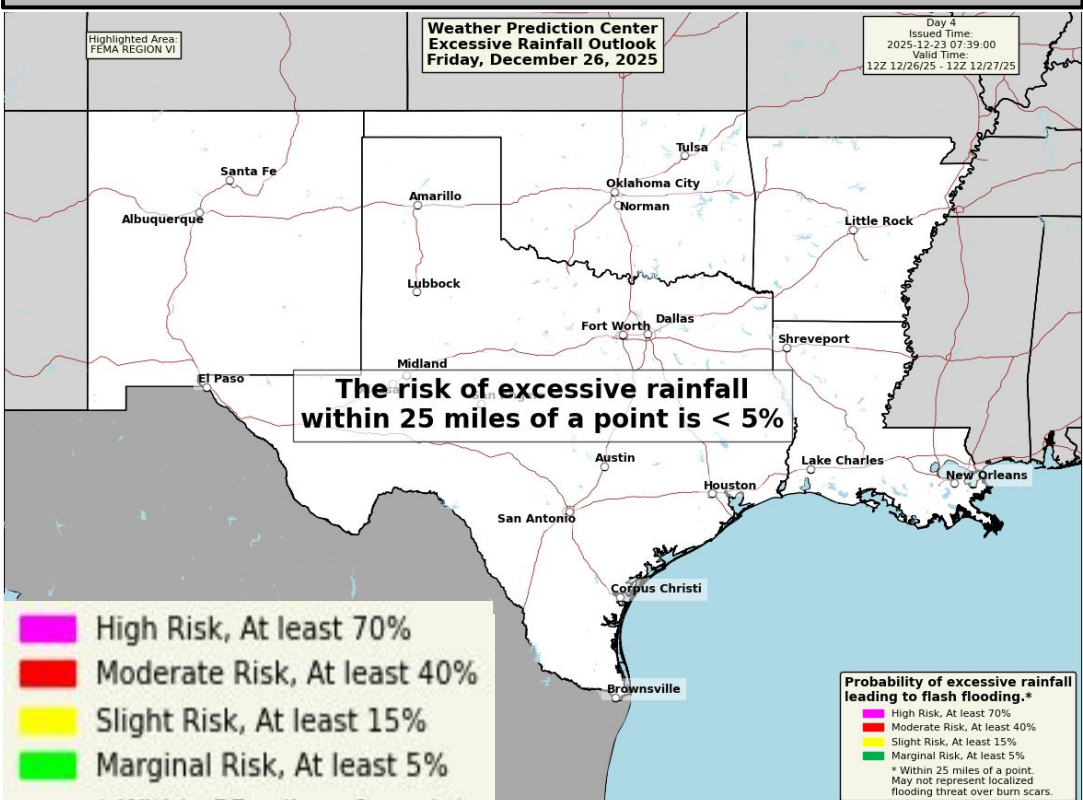 Highlighted Area:
FEMA REGION VI
Weather Prediction Center
Excessive Rainfall Outlook
Friday, December 26, 2025
Day 4
Issued Time:
2025-12-23 07:39:00
Valid Time:
12Z 12/26/25 - 12Z 12/27/25
Tulsa
Santa Fe
Oklahoma City
Amarillo
Norman
Albuquerque
Little Rock
Lubbock
Dallas
Fort Worth
Shreveport
Midland
El Paso
The risk of excessive rainfall
within 25 miles of a point is < 5%
Austin
Lake Charles
New Orleans
Houston
San Antonio
Corpus Christi
Brownsville
High Risk, At least 70%
Moderate Risk, At least 40%
Slight Risk, At least 15%
Marginal Risk, At least 5%
Probability of excessive rainfall
leading to flash flooding.*
High Risk, At least 70%
Moderate Risk, At least 40%
Slight Risk, At least 15%
Marginal Risk, At least 5%
* Within 25 miles of a point.
May not represent localized
flooding threat over burn scars.